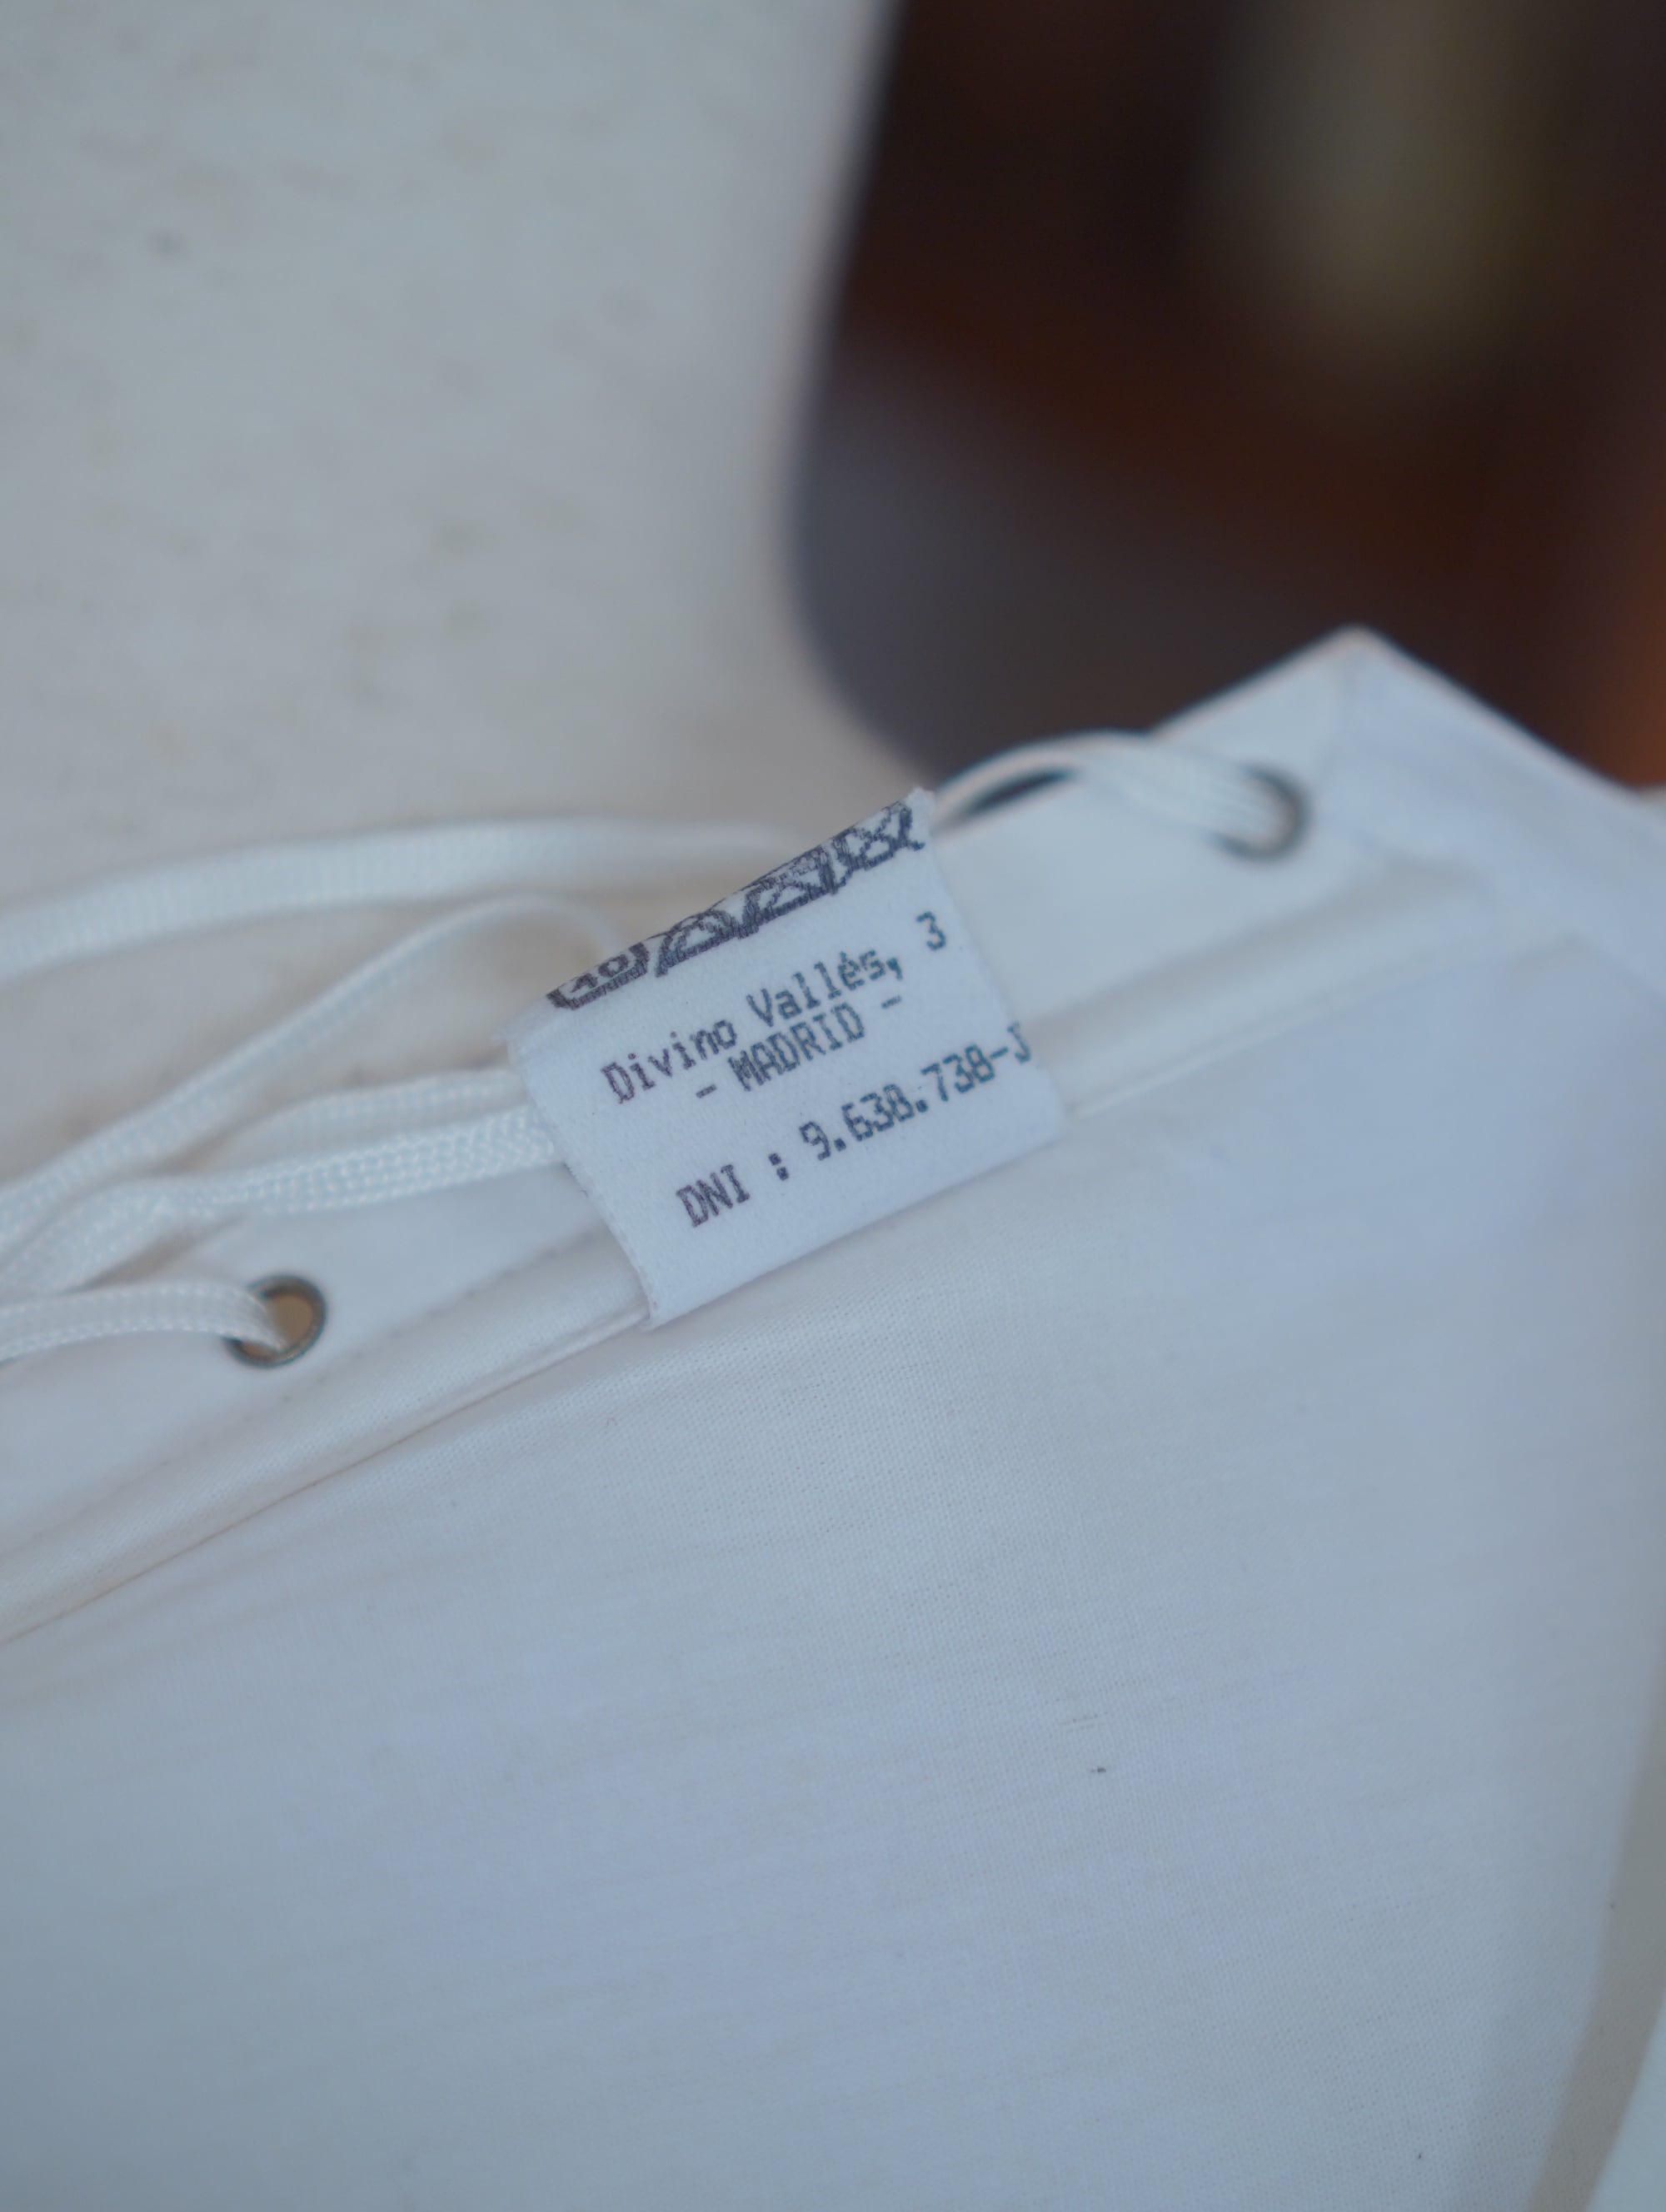 Divino Vallés, 3
- MADRID -
DNI : 9.638.738-J